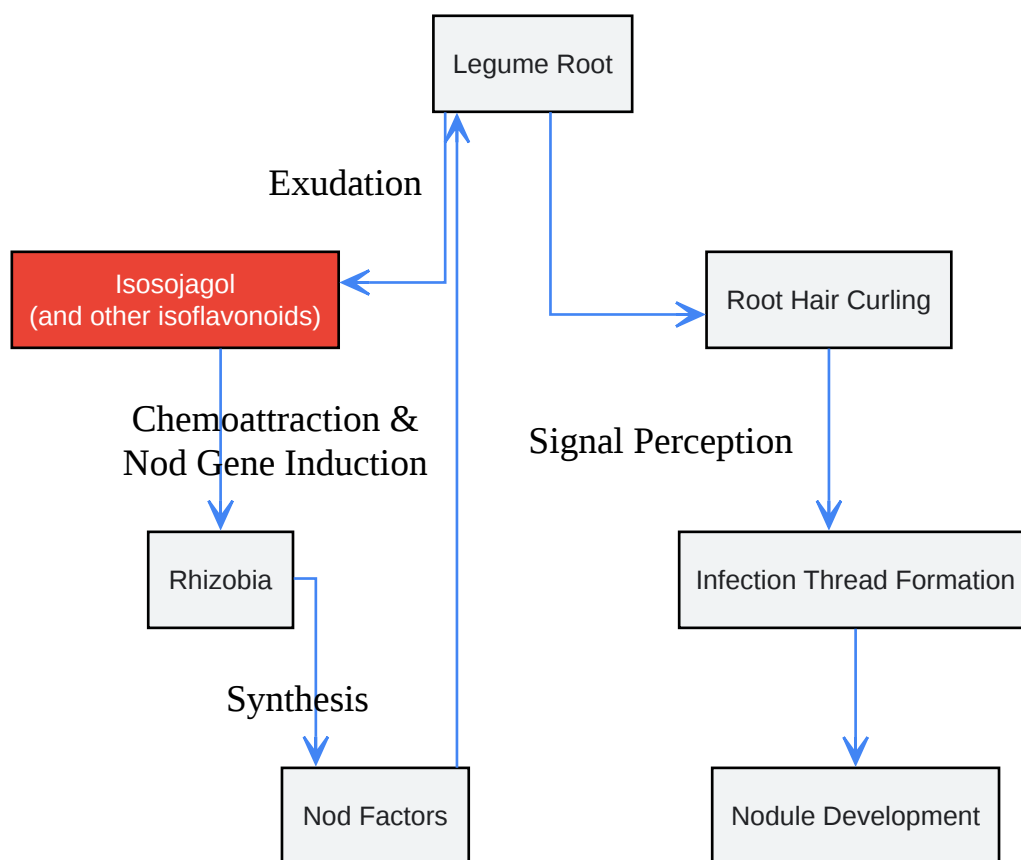 Legume Root
Exudation
Isosojagol
(and other isoflavonoids)
Root Hair Curling
Chemoattraction &
Nod Gene Induction
Signal Perception
Rhizobia
Infection Thread Formation
Synthesis
Nod Factors
Nodule Development